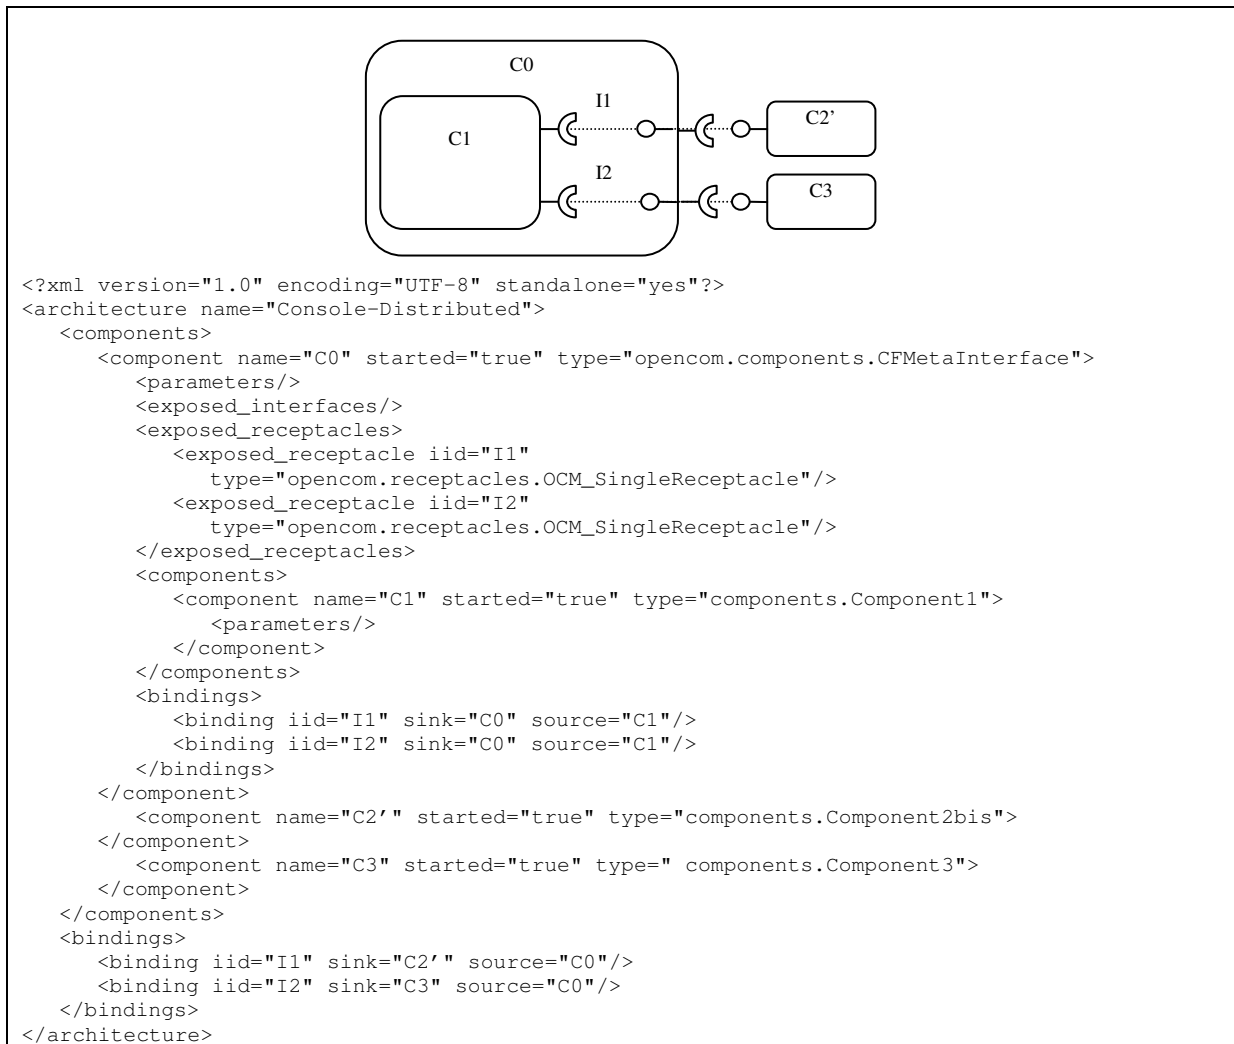 C0
I1
C2’
C1
I2
C3
<?xml version="1.0" encoding="UTF-8" standalone="yes"?>
<architecture name="Console-Distributed">
<components>
<component name="C0" started="true" type="opencom.components.CFMetaInterface">
<parameters/>
<exposed_interfaces/>
<exposed_receptacles>
<exposed_receptacle iid="I1"
type="opencom.receptacles.OCM_SingleReceptacle"/>
<exposed_receptacle iid="I2"
type="opencom.receptacles.OCM_SingleReceptacle"/>
</exposed_receptacles>
<components>
<component name="C1" started="true" type="components.Component1">
<parameters/>
</component>
</components>
<bindings>
<binding iid="I1" sink="C0" source="C1"/>
<binding iid="I2" sink="C0" source="C1"/>
</bindings>
</component>
<component name="C2’" started="true" type="components.Component2bis">
</component>
<component name="C3" started="true" type=" components.Component3">
</component>
</components>
<bindings>
<binding iid="I1" sink="C2’" source="C0"/>
<binding iid="I2" sink="C3" source="C0"/>
</bindings>
</architecture>